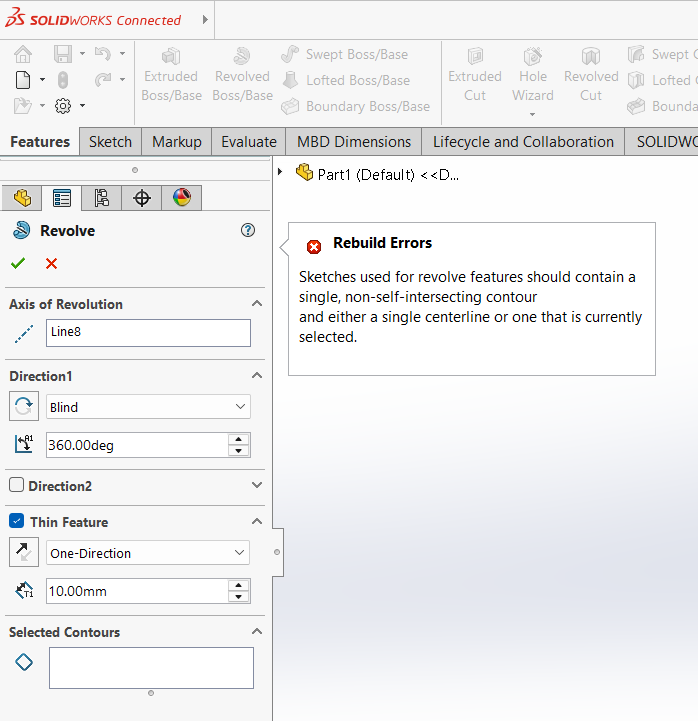 SOLIDWORKS Connected
Swept Boss/Base
Swept C
Extruded
Boss/Base
Revolved
Boss/Base
Lofted Boss/Base
Extruded
Cut
Hole
Wizard
Revolved
Cut
Lofted
Boundary Boss/Base
Bounda
Features Sketch Markup Evaluate MBD Dimensions Lifecycle and Collaboration SOLIDWO
Part1 (Default) <<D...
Revolve
Rebuild Errors
Sketches used for revolve features should contain a
single, non-self-intersecting contour
and either a single centerline or one that is currently
selected.
Axis of Revolution
Line8
Direction1
Blind
A1
360.00deg
Direction2
Thin Feature
One-Direction
T1
10.00mm
Selected Contours